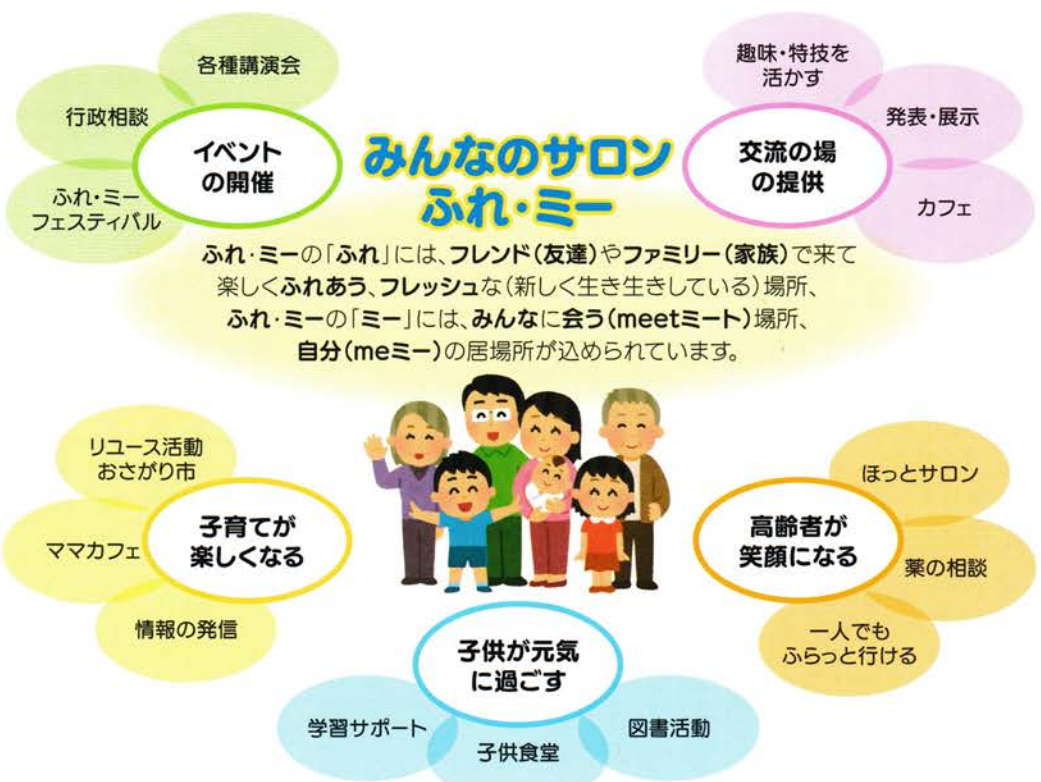 みんなのサロン
ふれ・ミー
ふれ・ミーの「ふれ」には、フレンド(友達)やファミリー(家族)で来て
楽しくふれあう、フレッシュな(新しく生き生きしている)場所、
ふれ・ミーの「ミー」には、みんなに会う(meetミート)場所、
自分(meミー)の居場所が込められています。
イベント
の開催
各種講演会
行政相談
ふれ・ミー
フェスティバル
交流の場
の提供
趣味・特技を
活かす
発表・展示
カフェ
子育てが
楽しくなる
リユース活動
おさがり市
ママカフェ
情報の発信
子供が元気
に過ごす
学習サポート
子供食堂
図書活動
高齢者が
笑顔になる
ほっとサロン
薬の相談
一人でも
ふらっと行ける